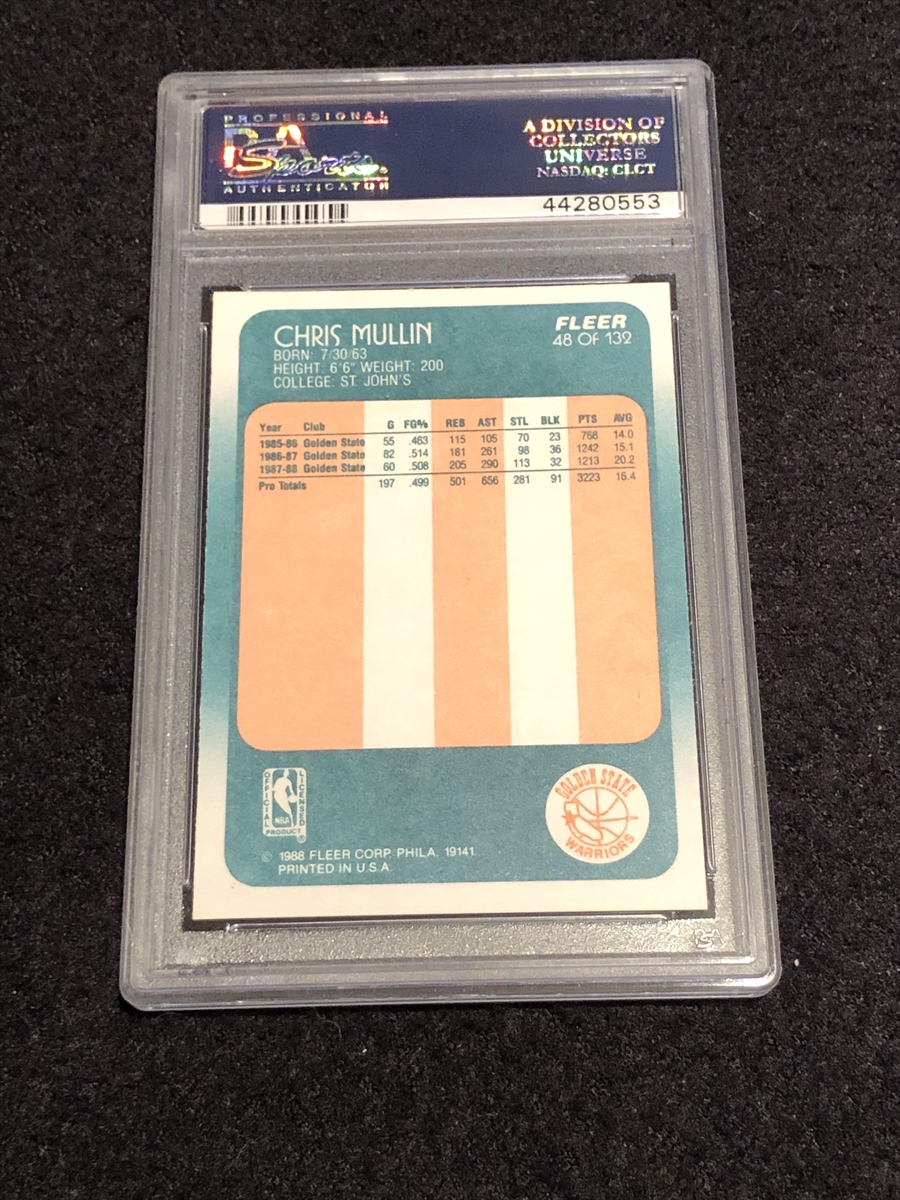 PROFESSIONAL
PSA
Sports
AUTHENTICATOR
A DIVISION OF
COLLECTORS
UNIVERSE
NASDAQ: CLCT
44280553
CHRIS MULLIN
BORN: 7/30/63
HEIGHT: 6'6" WEIGHT: 200
COLLEGE: ST. JOHN'S
FLEER
48 OF 132
Year Club G FG% REB AST STL BLK PTS AVG
1985-86 Golden State 55 .463 115 105 70 23 768 14.0
1986-87 Golden State 82 .514 181 261 98 36 1242 15.1
1987-88 Golden State 60 .508 205 290 113 32 1213 20.2
Pro Totals 197 .499 501 656 281 91 3223 16.4
OFFICIAL
LICENSED
NBA
PRODUCT
®
GOLDEN STATE
WARRIORS
© 1988 FLEER CORP. PHILA. 19141
PRINTED IN U.S.A.
PSA